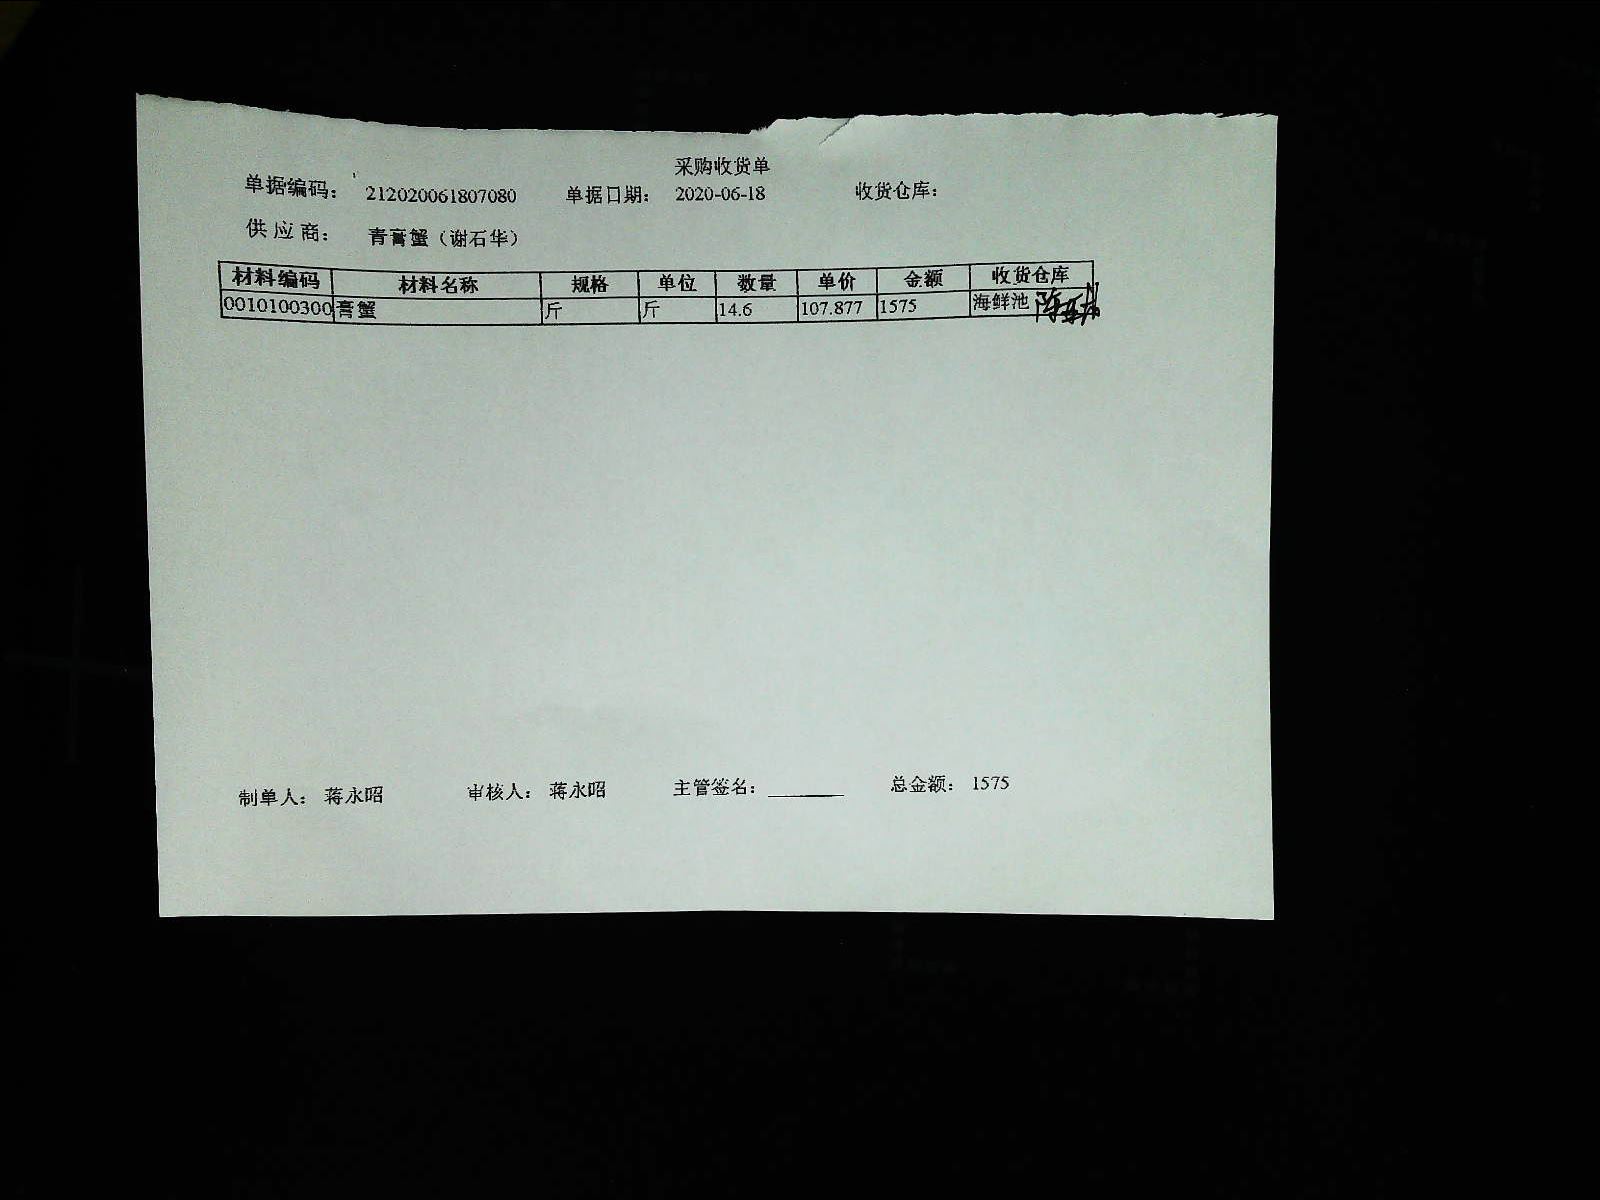 采购收货单
单据编码： 212020061807080 单据日期： 2020-06-18 收货仓库：
供应商： 青膏蟹（谢石华）
材料编码 材料名称 规格 单位 数量 单价 金额 收货仓库
0010100300 膏蟹 斤 斤 14.6 107.877 1575 海鲜池
制单人： 蒋永昭 审核人： 蒋永昭 主管签名： 总金额： 1575